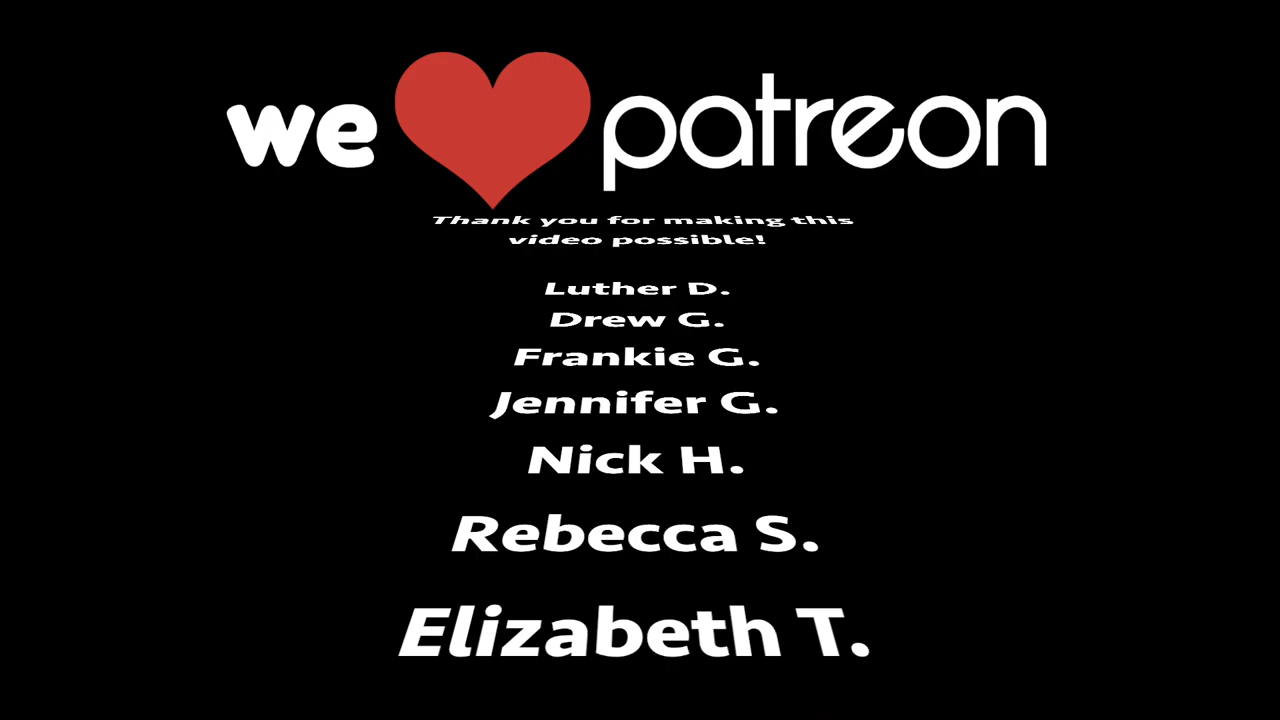 we patreon
Thank you for making this
video possible!
Luther D.
Drew G.
Frankie G.
Jennifer G.
Nick H.
Rebecca S.
Elizabeth T.